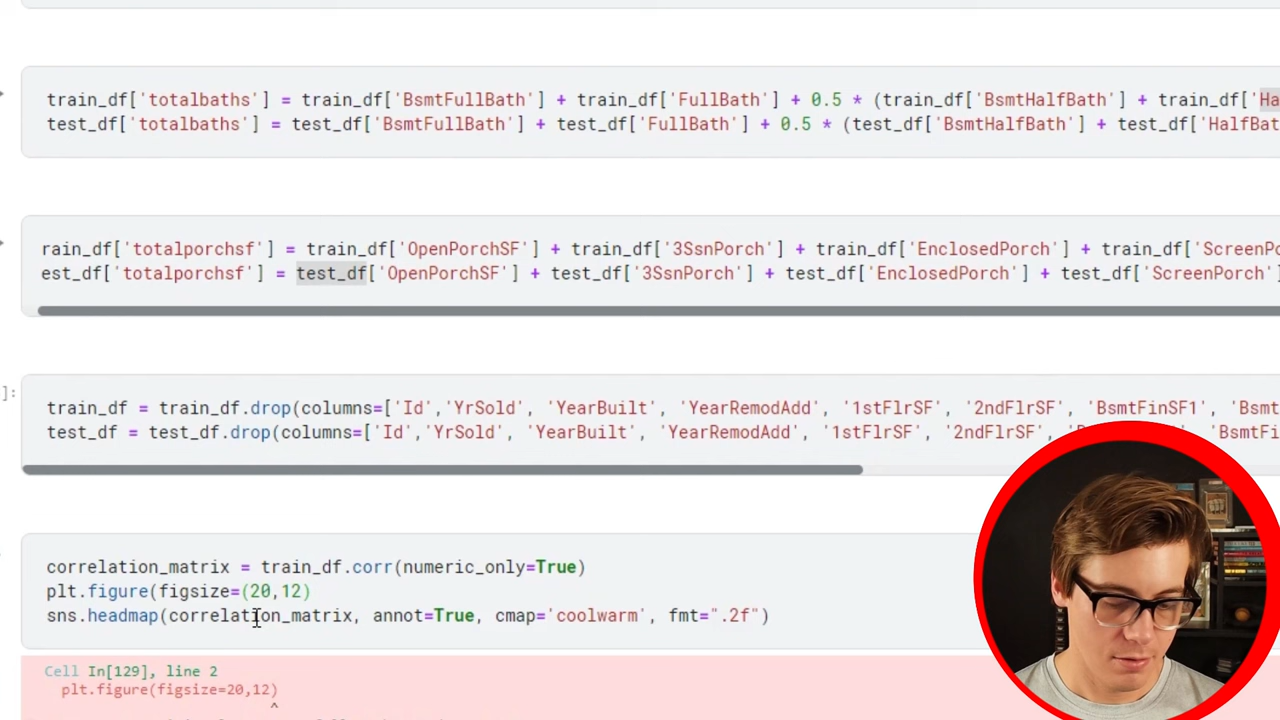 train_df['totalbaths'] = train_df['BsmtFullBath'] + train_df['FullBath'] + 0.5 * (train_df['BsmtHalfBath'] + train_df['Ha
test_df['totalbaths'] = test_df['BsmtFullBath'] + test_df['FullBath'] + 0.5 * (test_df['BsmtHalfBath'] + test_df['HalfBat
rain_df['totalporchsf'] = train_df['OpenPorchSF'] + train_df['3SsnPorch'] + train_df['EnclosedPorch'] + train_df['ScreenPo
est_df['totalporchsf'] = test_df['OpenPorchSF'] + test_df['3SsnPorch'] + test_df['EnclosedPorch'] + test_df['ScreenPorch']
]:
train_df = train_df.drop(columns=['Id','YrSold', 'YearBuilt', 'YearRemodAdd', '1stFlrSF', '2ndFlrSF', 'BsmtFinSF1', 'Bsmt
test_df = test_df.drop(columns=['Id','YrSold', 'YearBuilt', 'YearRemodAdd', '1stFlrSF', '2ndFlrSF', 'BsmtFi
correlation_matrix = train_df.corr(numeric_only=True)
plt.figure(figsize=(20,12)
sns.headmap(correlation_matrix, annot=True, cmap='coolwarm', fmt=".2f")
Cell In[129], line 2
plt.figure(figsize=20,12)
^